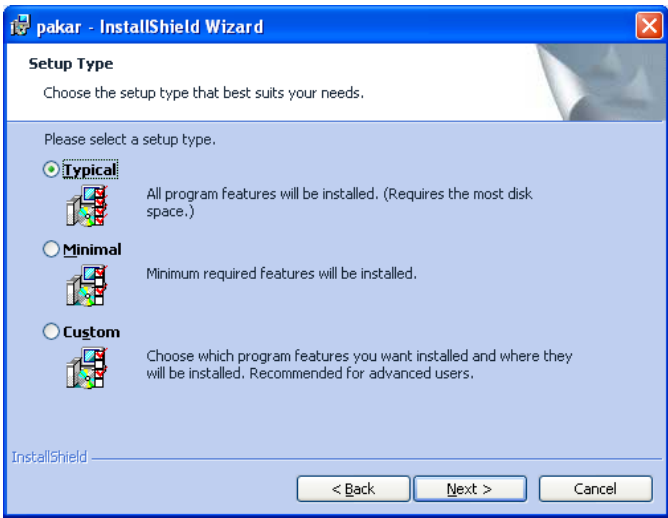 pakar - InstallShield Wizard
Setup Type
Choose the setup type that best suits your needs.
Please select a setup type.
Typical
All program features will be installed. (Requires the most disk
space.)
Minimal
Minimum required features will be installed.
Custom
Choose which program features you want installed and where they
will be installed. Recommended for advanced users.
InstallShield
< Back
Next >
Cancel